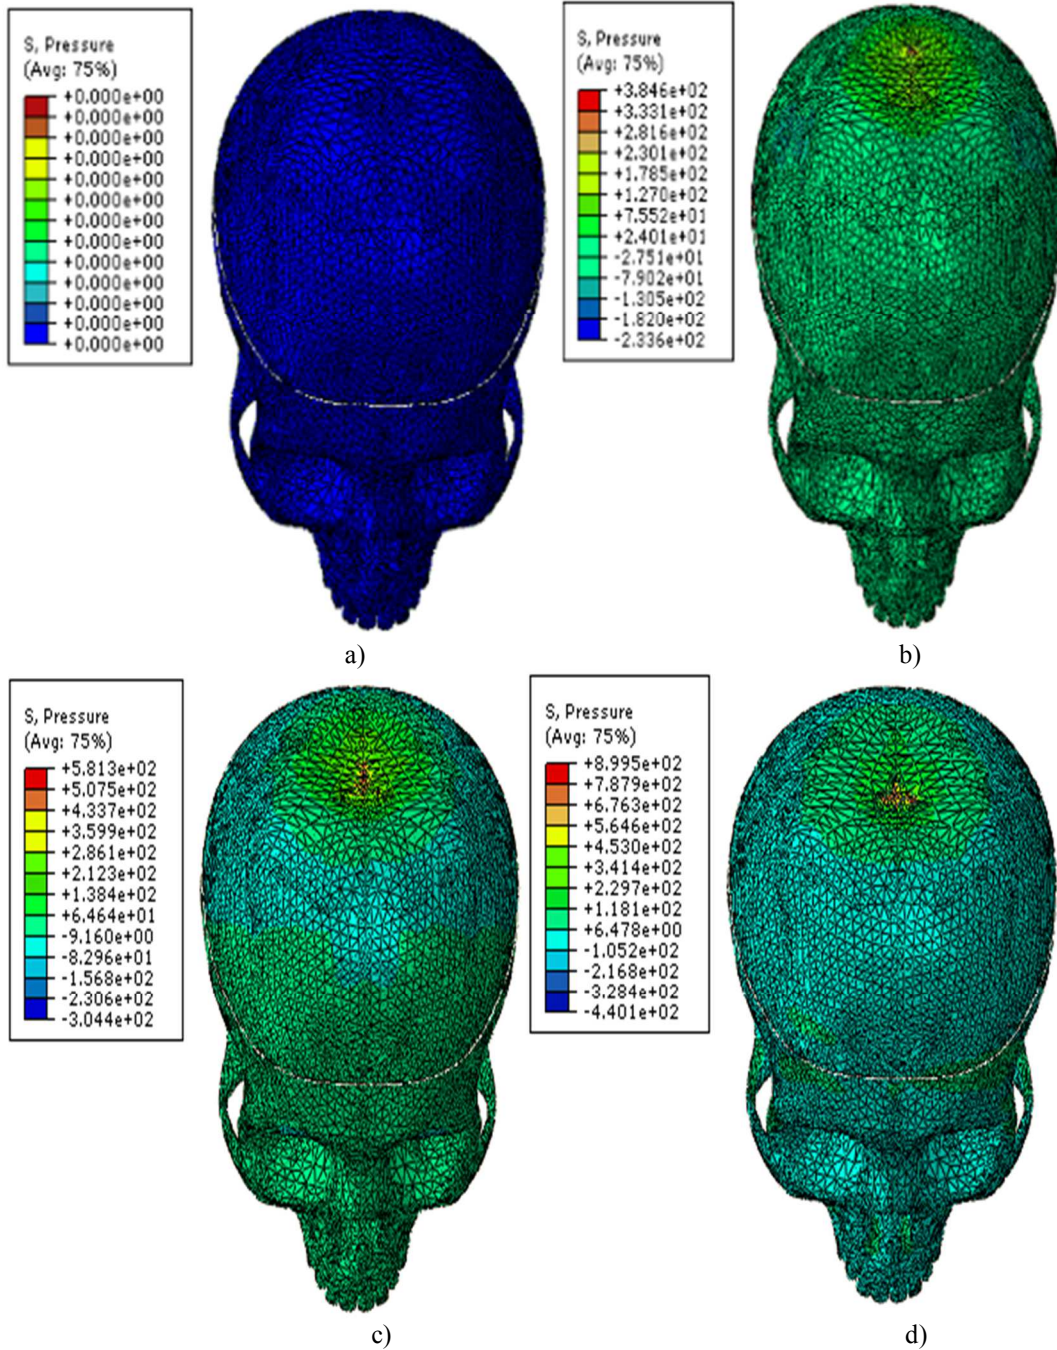 S, Pressure
(Avg: 75%)
+0.000e+00
+0.000e+00
+0.000e+00
+0.000e+00
+0.000e+00
+0.000e+00
+0.000e+00
+0.000e+00
+0.000e+00
+0.000e+00
+0.000e+00
+0.000e+00
+0.000e+00
a)
S, Pressure
(Avg: 75%)
+3.846e+02
+3.331e+02
+2.816e+02
+2.301e+02
+1.785e+02
+1.270e+02
+7.552e+01
+2.401e+01
-2.751e+01
-7.902e+01
-1.305e+02
-1.820e+02
-2.336e+02
b)
S, Pressure
(Avg: 75%)
+5.813e+02
+5.075e+02
+4.337e+02
+3.599e+02
+2.861e+02
+2.123e+02
+1.384e+02
+6.464e+01
-9.160e+00
-8.296e+01
-1.568e+02
-2.306e+02
-3.044e+02
c)
S, Pressure
(Avg: 75%)
+8.995e+02
+7.879e+02
+6.763e+02
+5.646e+02
+4.530e+02
+3.414e+02
+2.297e+02
+1.181e+02
+6.478e+00
-1.052e+02
-2.168e+02
-3.284e+02
-4.401e+02
d)